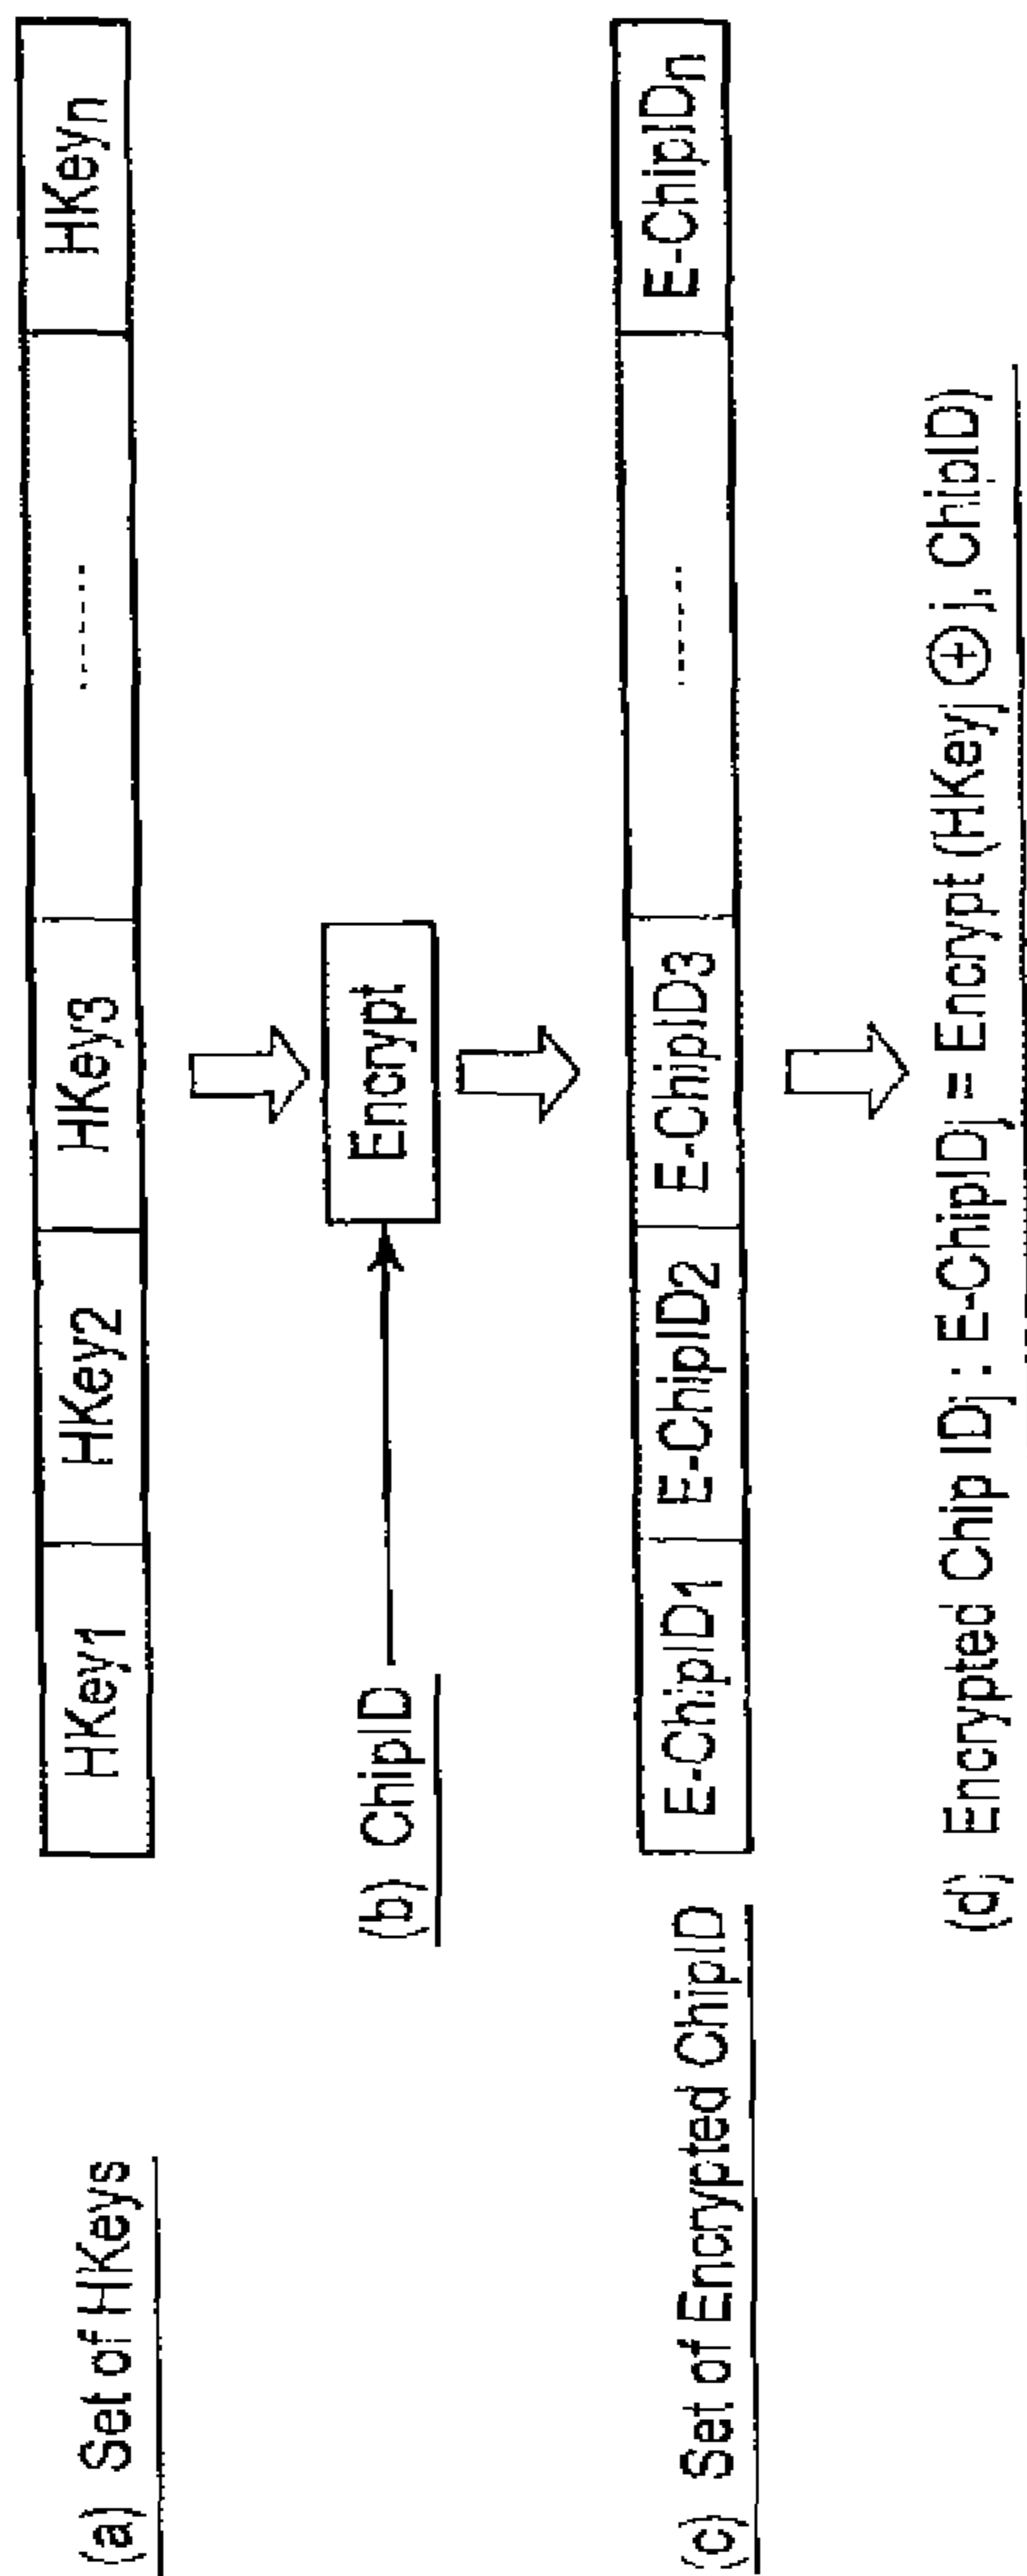 (a) Set of HKeys
HKey1 HKey2 HKey3 ...... HKeyn
(b) ChipID
Encrypt
(c) Set of Encrypted ChipID
E-ChipID1 E-ChipID2 E-ChipID3 ...... E-ChipIDn
(d) Encrypted Chip IDj : E-ChipIDj = Encrypt (HKeyj ⊕ j, ChipID)